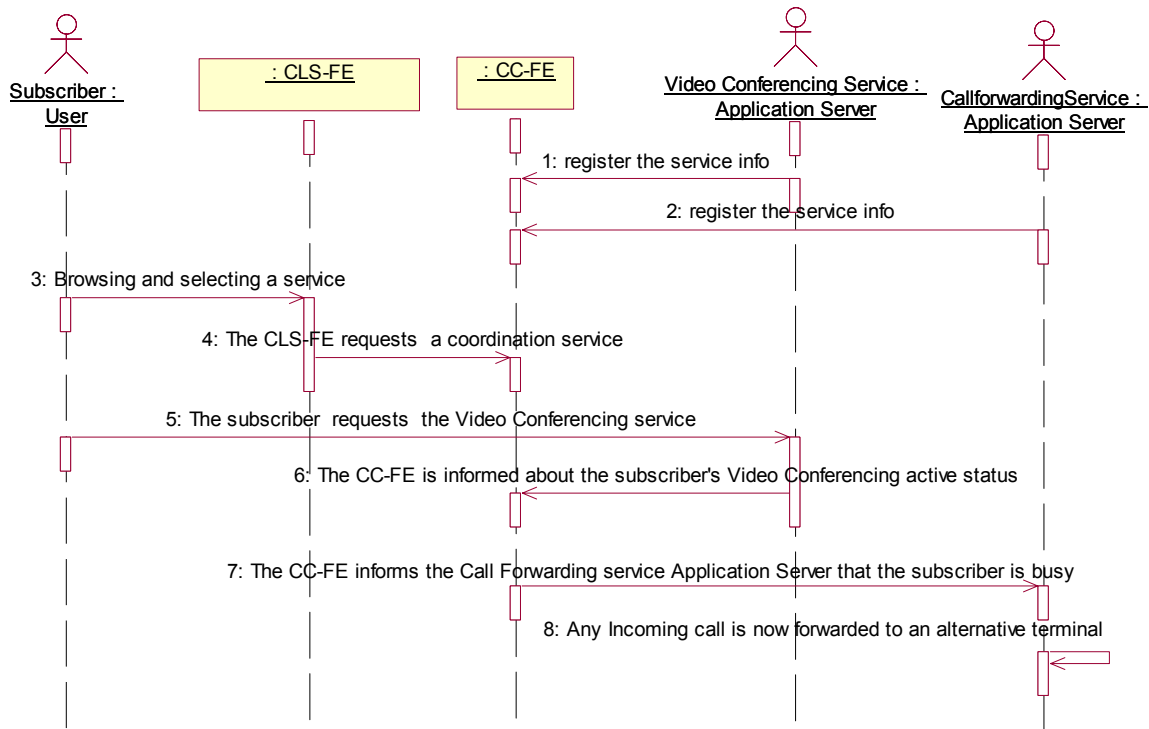 Subscriber :
User
: CLS-FE
: CC-FE
Video Conferencing Service :
Application Server
CallforwardingService :
Application Server
1: register the service info
2: register the service info
3: Browsing and selecting a service
4: The CLS-FE requests a coordination service
5: The subscriber requests the Video Conferencing service
6: The CC-FE is informed about the subscriber's Video Conferencing active status
7: The CC-FE informs the Call Forwarding service Application Server that the subscriber is busy
8: Any Incoming call is now forwarded to an alternative terminal